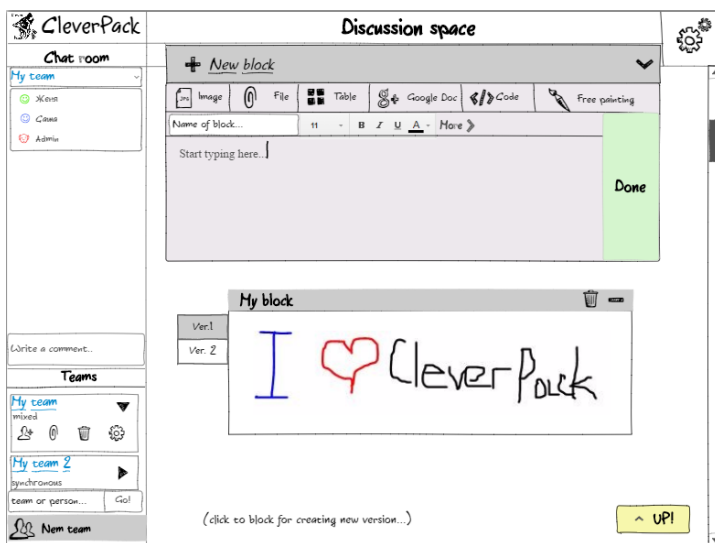 CleverPack
Discussion space
Chat room
My team
Женя
Саша
Admin
New block
JPG Image File Table Google Doc Code Free painting
Name of block... 11 B I U A More
Start typing here...
Done
My block
Ver.1
Ver. 2
I CleverPack
Write a comment..
Teams
My team
mixed
My team 2
synchronous
team or person... Go!
New team
(click to block for creating new version...)
UP!